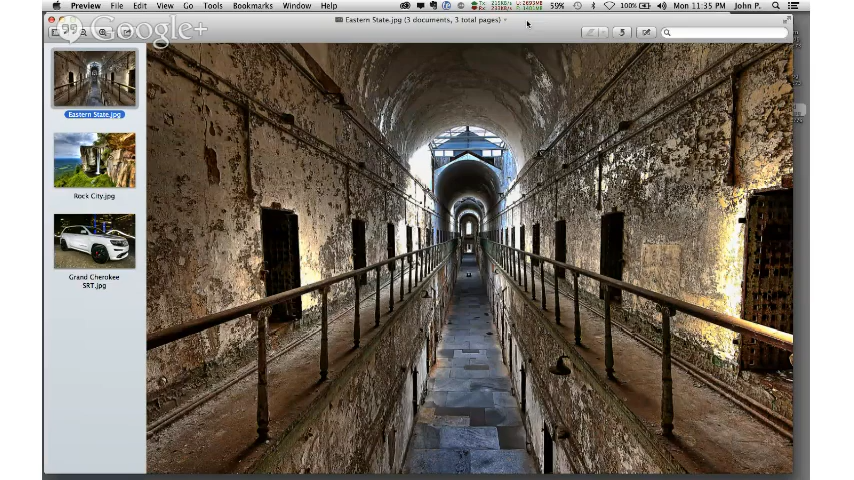 Preview File Edit View Go Tools Bookmarks Window Help
59% 100% Mon 11:35 PM John P.
Eastern State.jpg (3 documents, 3 total pages)
Google+
Eastern State.jpg
Rock City.jpg
Grand Cherokee
SRT.jpg